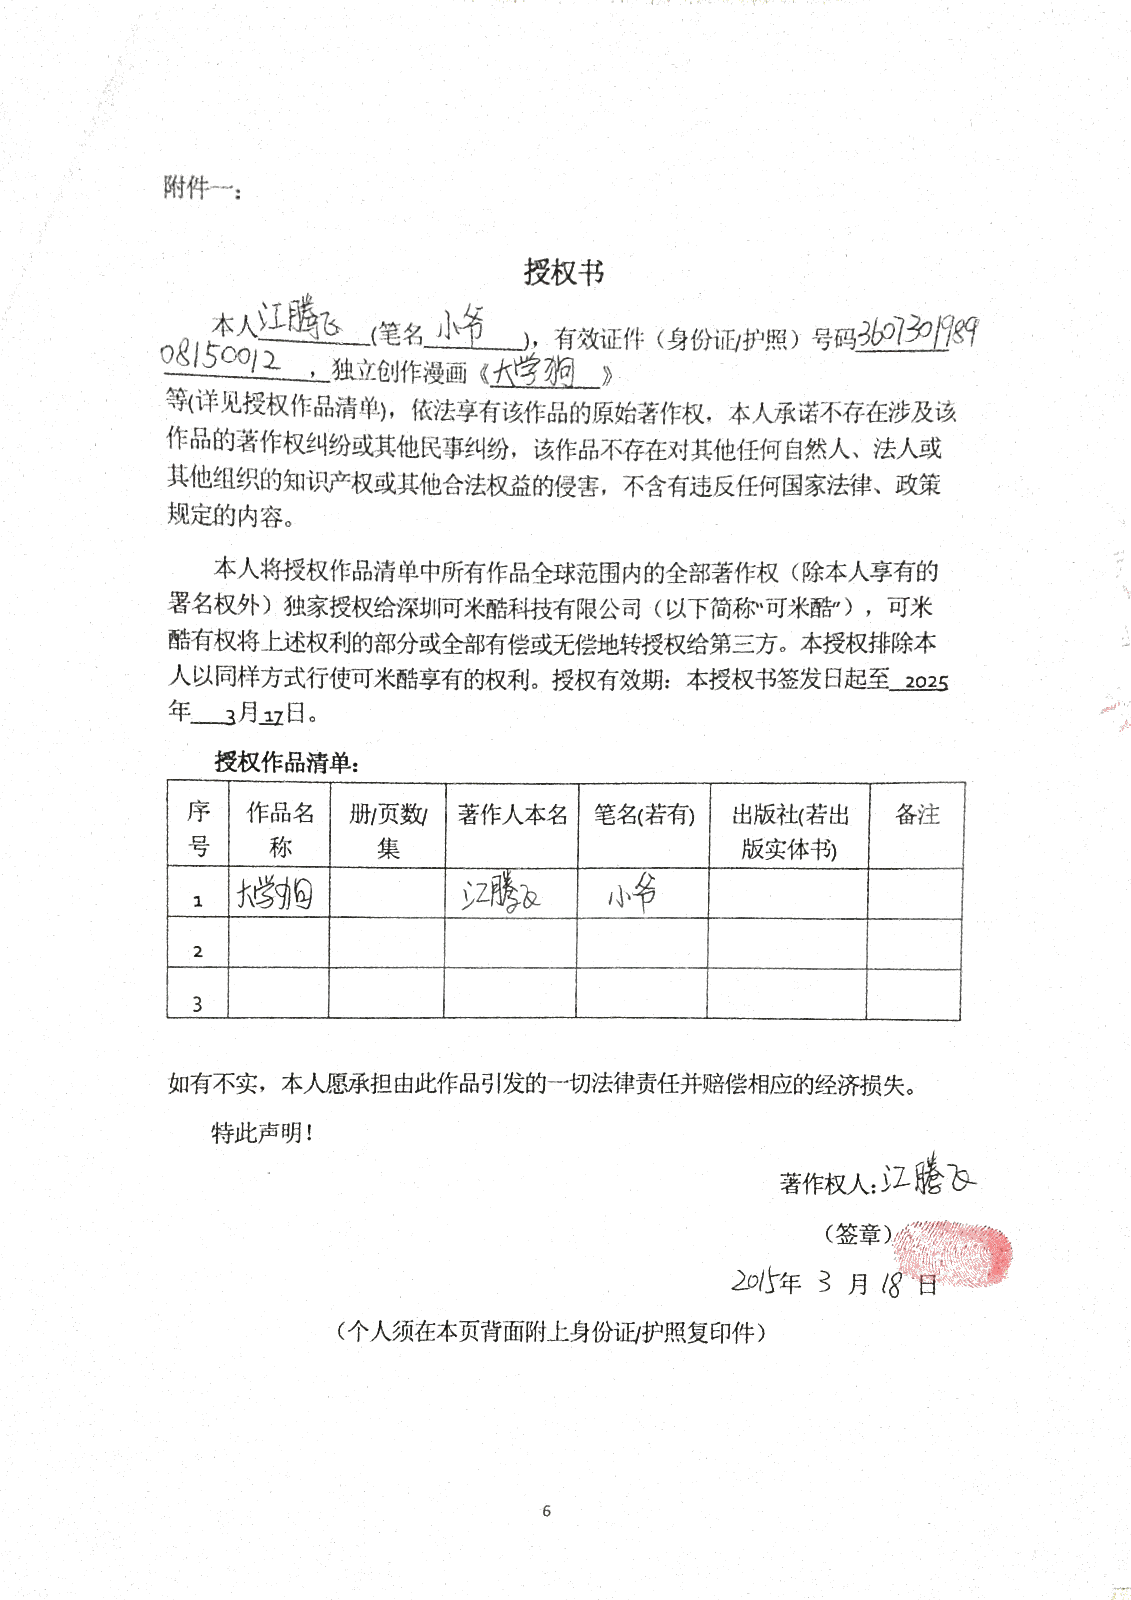 附件一：
授权书
本人江腾飞(笔名 小爷 )，有效证件（身份证/护照）号码3607301989
08150012 ，独立创作漫画《大学狗 》
等(详见授权作品清单)，依法享有该作品的原始著作权，本人承诺不存在涉及该
作品的著作权纠纷或其他民事纠纷，该作品不存在对其他任何自然人、法人或
其他组织的知识产权或其他合法权益的侵害，不含有违反任何国家法律、政策
规定的内容。
本人将授权作品清单中所有作品全球范围内的全部著作权（除本人享有的
署名权外）独家授权给深圳可米酷科技有限公司（以下简称“可米酷”），可米
酷有权将上述权利的部分或全部有偿或无偿地转授权给第三方。本授权排除本
人以同样方式行使可米酷享有的权利。授权有效期：本授权书签发日起至 2025
年 3月17日。
授权作品清单：
序号 作品名称 册/页数/集 著作人本名 笔名(若有) 出版社(若出版实体书) 备注
1 大学狗 江腾飞 小爷
2
3
如有不实，本人愿承担由此作品引发的一切法律责任并赔偿相应的经济损失。
特此声明！
著作权人：江腾飞
（签章）
2015年 3 月 18 日
（个人须在本页背面附上身份证/护照复印件）
6